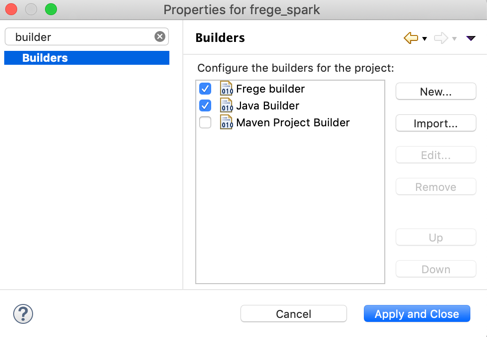 Properties for frege_spark
builder
Builders
Builders
Configure the builders for the project:
Frege builder
Java Builder
Maven Project Builder
New...
Import...
Edit...
Remove
Up
Down
?
Cancel
Apply and Close